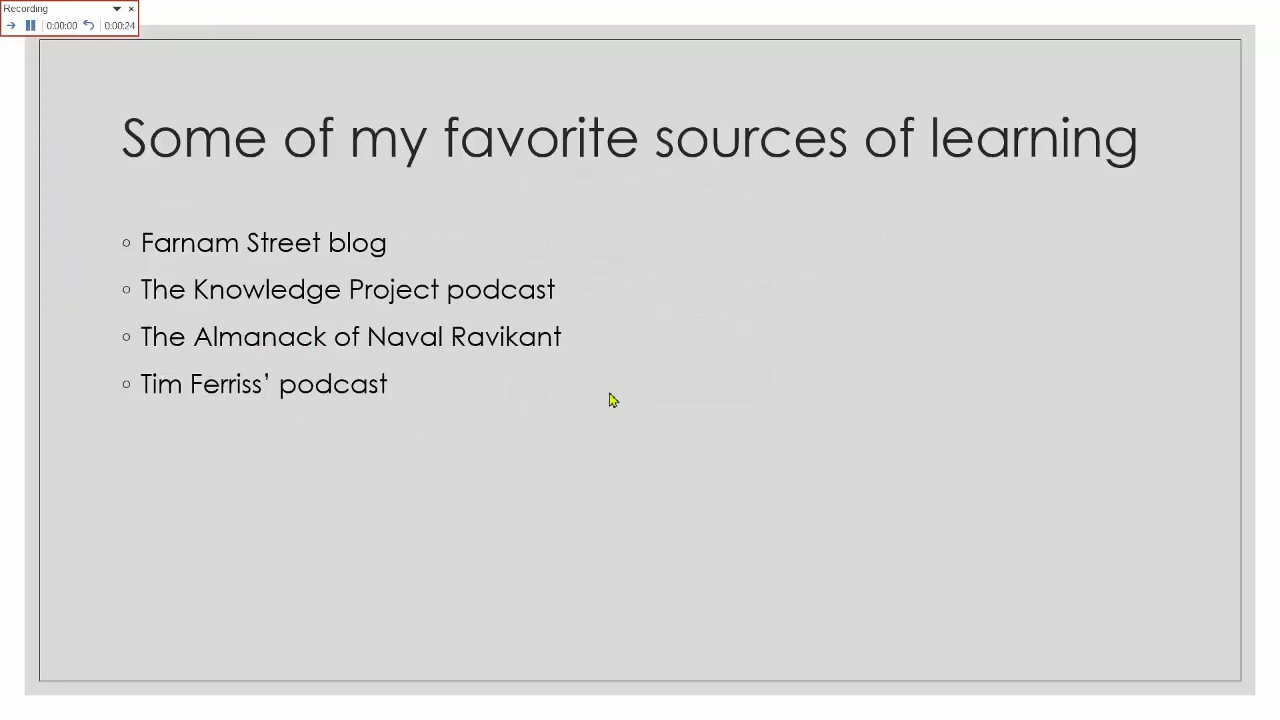 Recording
0:00:00 0:00:24
Some of my favorite sources of learning
Farnam Street blog
The Knowledge Project podcast
The Almanack of Naval Ravikant
Tim Ferriss’ podcast